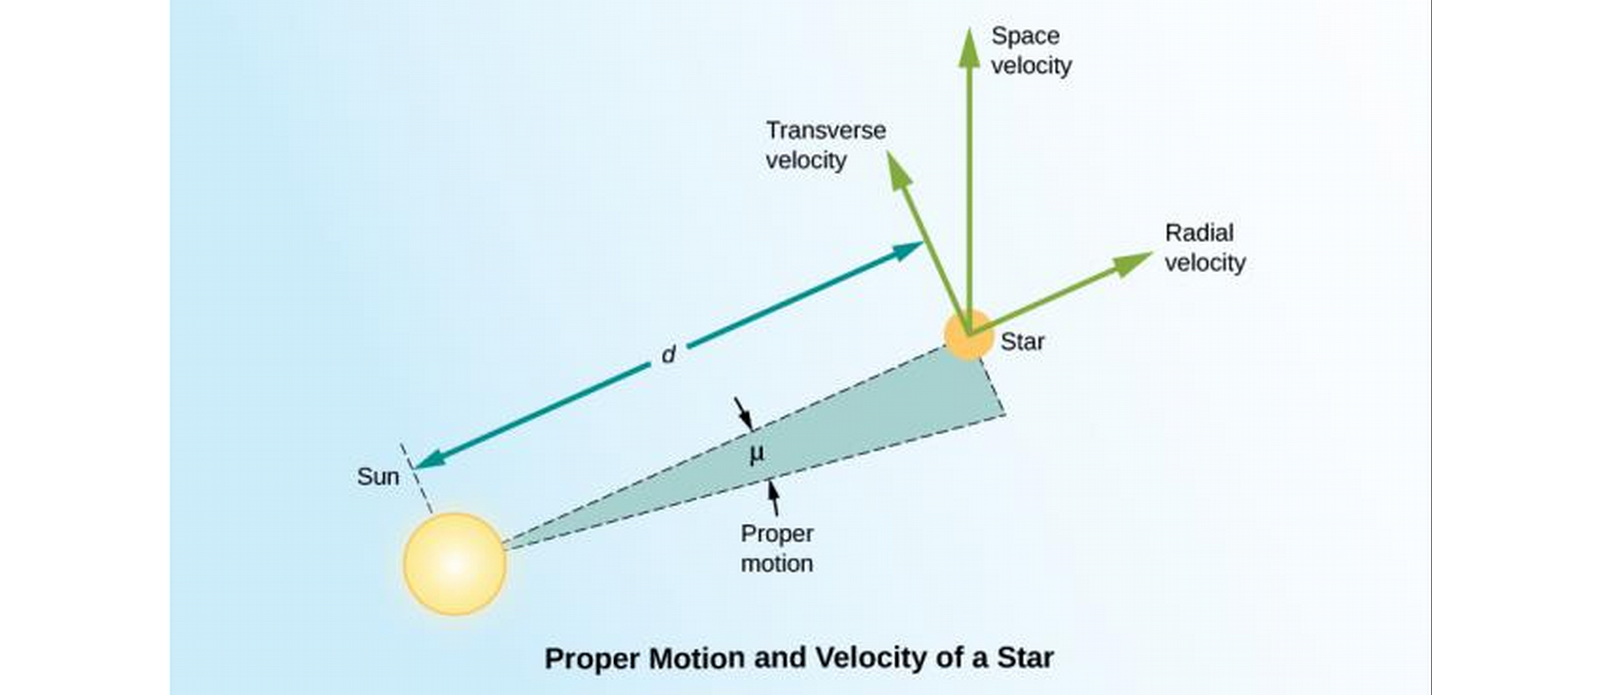 Space
velocity
Transverse
velocity
Radial
velocity
d
Star
μ
Sun
Proper
motion
Proper Motion and Velocity of a Star